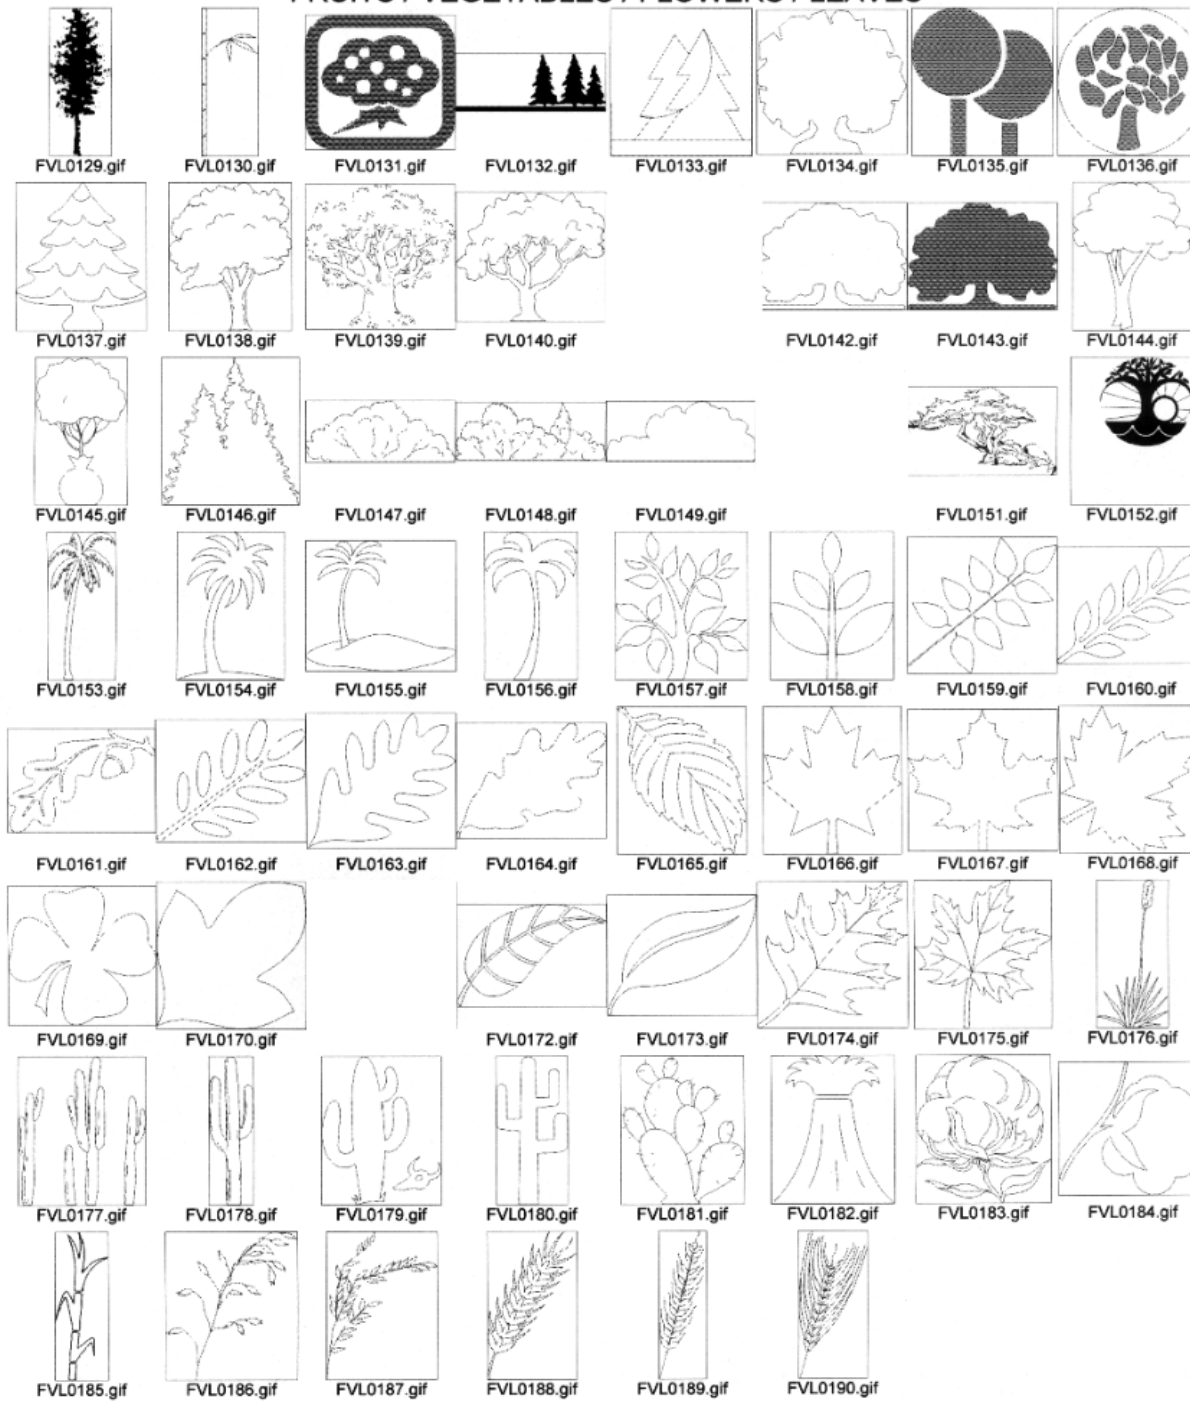 FRUITS / VEGETABLES / FLOWERS / LEAVES
FVL0129.gif FVL0130.gif FVL0131.gif FVL0132.gif FVL0133.gif FVL0134.gif FVL0135.gif FVL0136.gif
FVL0137.gif FVL0138.gif FVL0139.gif FVL0140.gif FVL0142.gif FVL0143.gif FVL0144.gif
FVL0145.gif FVL0146.gif FVL0147.gif FVL0148.gif FVL0149.gif FVL0151.gif FVL0152.gif
FVL0153.gif FVL0154.gif FVL0155.gif FVL0156.gif FVL0157.gif FVL0158.gif FVL0159.gif FVL0160.gif
FVL0161.gif FVL0162.gif FVL0163.gif FVL0164.gif FVL0165.gif FVL0166.gif FVL0167.gif FVL0168.gif
FVL0169.gif FVL0170.gif FVL0172.gif FVL0173.gif FVL0174.gif FVL0175.gif FVL0176.gif
FVL0177.gif FVL0178.gif FVL0179.gif FVL0180.gif FVL0181.gif FVL0182.gif FVL0183.gif FVL0184.gif
FVL0185.gif FVL0186.gif FVL0187.gif FVL0188.gif FVL0189.gif FVL0190.gif